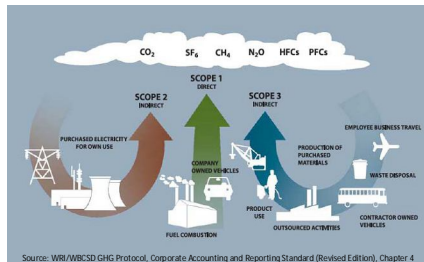 CO2 SF6 CH4 N2O HFCs PFCs
SCOPE 1
DIRECT
SCOPE 2
INDIRECT
SCOPE 3
INDIRECT
PURCHASED ELECTRICITY
FOR OWN USE
COMPANY
OWNED VEHICLES
FUEL COMBUSTION
PRODUCT
USE
PRODUCTION OF
PURCHASED
MATERIALS
OUTSOURCED ACTIVITIES
EMPLOYEE BUSINESS TRAVEL
WASTE DISPOSAL
CONTRACTOR OWNED
VEHICLES
Source: WRI/WBCSD GHG Protocol, Corporate Accounting and Reporting Standard (Revised Edition), Chapter 4